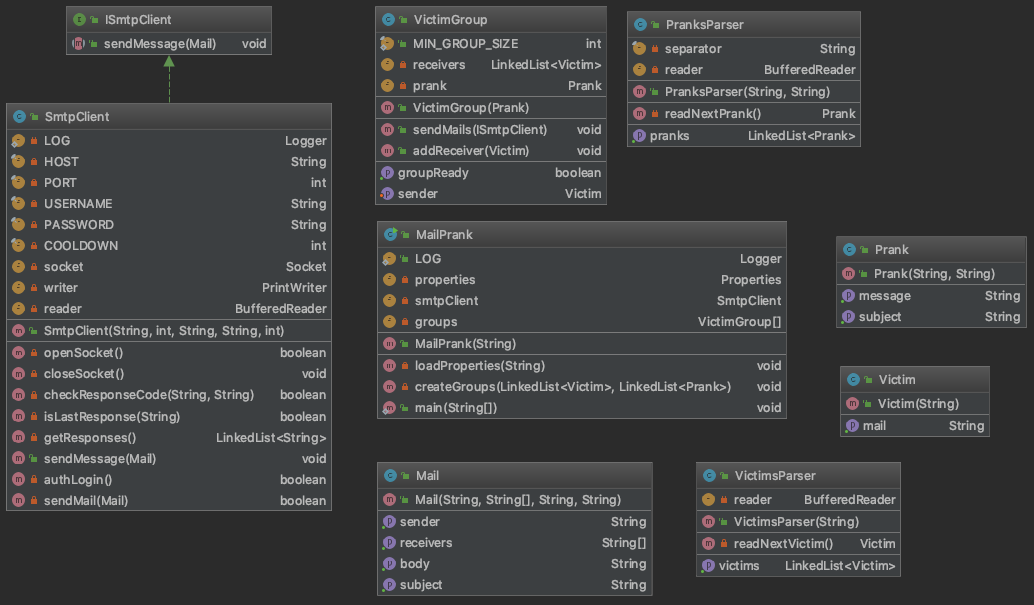 ISmtpClient
sendMessage(Mail) void
SmtpClient
LOG Logger
HOST String
PORT int
USERNAME String
PASSWORD String
COOLDOWN int
socket Socket
writer PrintWriter
reader BufferedReader
SmtpClient(String, int, String, String, int)
openSocket() boolean
closeSocket() void
checkResponseCode(String, String) boolean
isLastResponse(String) boolean
getResponses() LinkedList<String>
sendMessage(Mail) void
authLogin() boolean
sendMail(Mail) boolean
VictimGroup
MIN_GROUP_SIZE int
receivers LinkedList<Victim>
prank Prank
VictimGroup(Prank)
sendMails(ISmtpClient) void
addReceiver(Victim) void
groupReady boolean
sender Victim
PranksParser
separator String
reader BufferedReader
PranksParser(String, String)
readNextPrank() Prank
pranks LinkedList<Prank>
MailPrank
LOG Logger
properties Properties
smtpClient SmtpClient
groups VictimGroup[]
MailPrank(String)
loadProperties(String) void
createGroups(LinkedList<Victim>, LinkedList<Prank>) void
main(String[]) void
Prank
Prank(String, String)
message String
subject String
Victim
Victim(String)
mail String
Mail
Mail(String, String[], String, String)
sender String
receivers String[]
body String
subject String
VictimsParser
reader BufferedReader
VictimsParser(String)
readNextVictim() Victim
victims LinkedList<Victim>